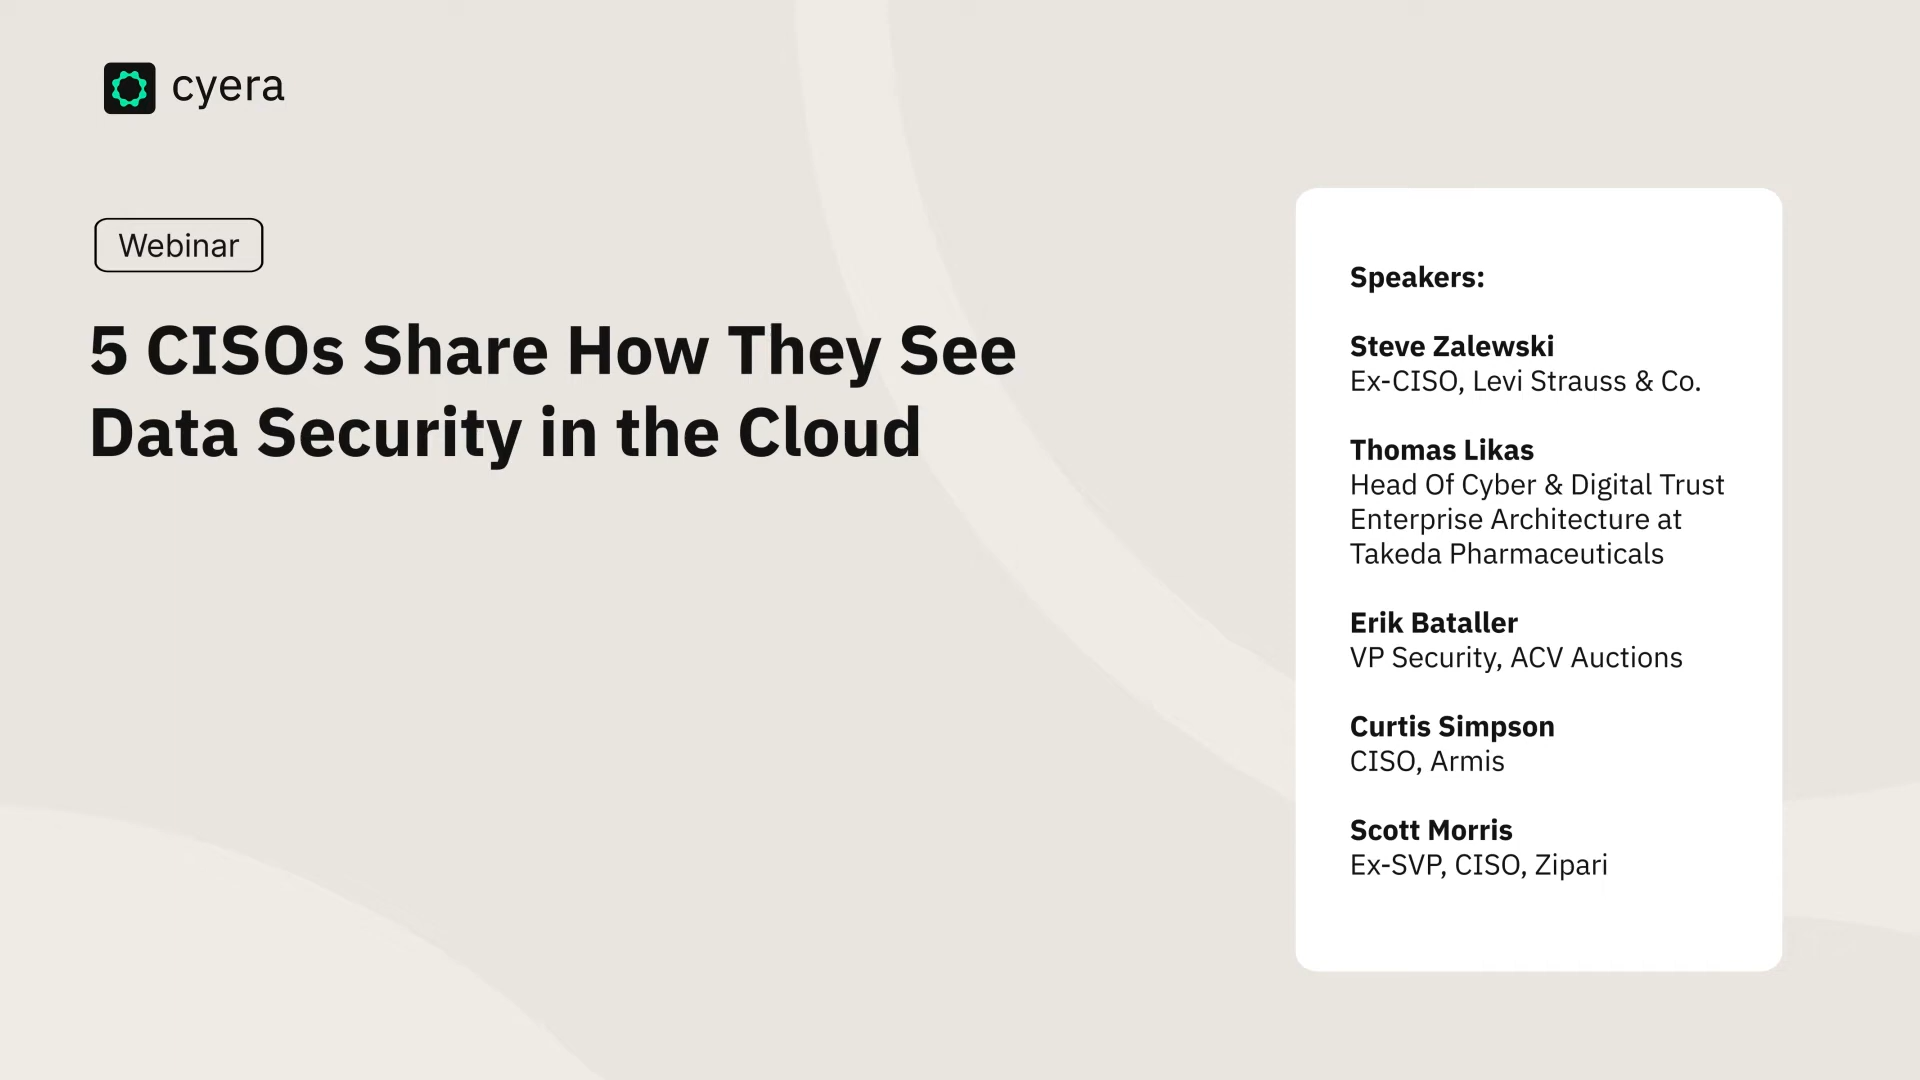 cyera
Webinar
5 CISOs Share How They See
Data Security in the Cloud
Speakers:
Steve Zalewski
Ex-CISO, Levi Strauss & Co.
Thomas Likas
Head Of Cyber & Digital Trust
Enterprise Architecture at
Takeda Pharmaceuticals
Erik Bataller
VP Security, ACV Auctions
Curtis Simpson
CISO, Armis
Scott Morris
Ex-SVP, CISO, Zipari